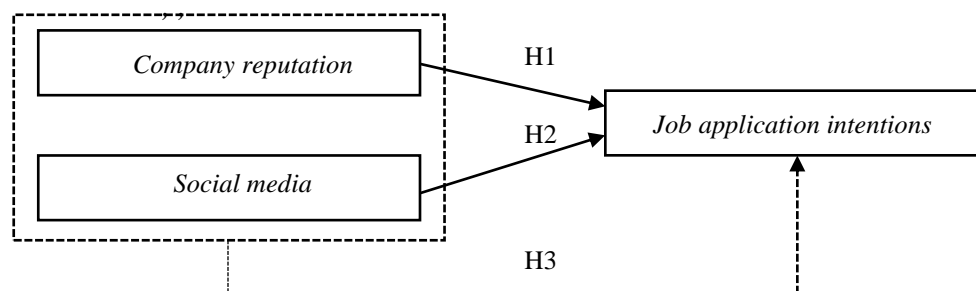 Company reputation
H1
Job application intentions
H2
Social media
H3